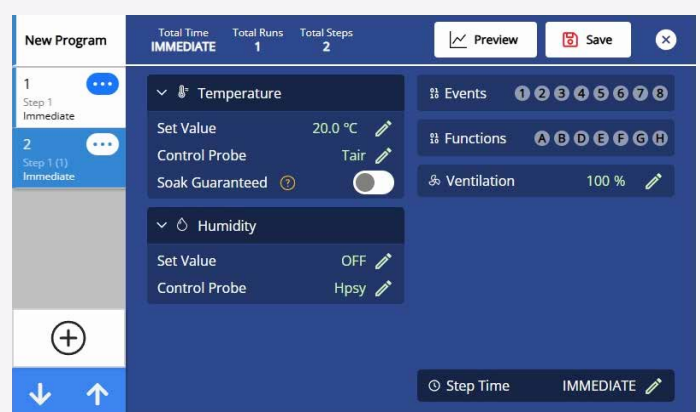 New Program
Total Time Total Runs Total Steps
IMMEDIATE 1 2
Preview
Save
1
Step 1
Immediate
2
Step 1 (1)
Immediate
Temperature
Set Value 20.0 °C
Control Probe Tair
Soak Guaranteed ?
Humidity
Set Value OFF
Control Probe Hpsy
Events 1 2 3 4 5 6 7 8
Functions A B D E F G H
Ventilation 100 %
Step Time IMMEDIATE